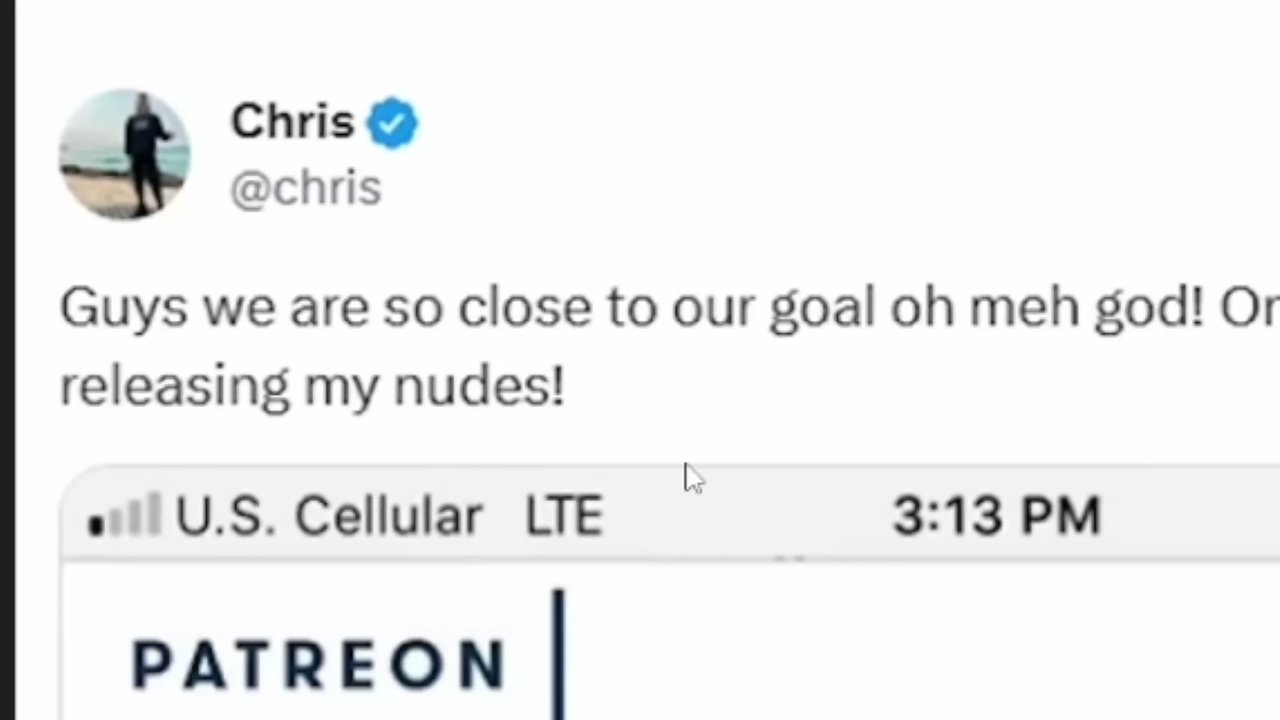 Chris
@chris
Guys we are so close to our goal oh meh god! Or
releasing my nudes!
U.S. Cellular LTE 3:13 PM
PATREON